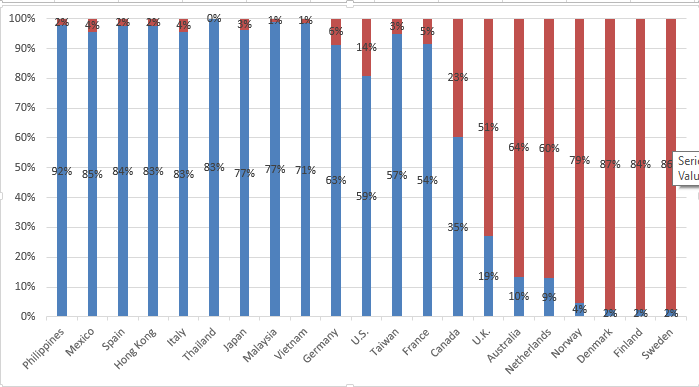 100%
90%
80%
70%
60%
50%
40%
30%
20%
10%
0%
2% 4% 2% 2% 4% 0% 3% 1% 1% 6% 14% 3% 5% 23% 51% 64% 60% 79% 87% 84% 86
92% 85% 84% 83% 83% 83% 77% 77% 71% 63% 59% 57% 54% 35% 19% 10% 9% 4% 2% 2% 2%
Seri
Valu
Philippines
Mexico
Spain
Hong Kong
Italy
Thailand
Japan
Malaysia
Vietnam
Germany
U.S.
Taiwan
France
Canada
U.K.
Australia
Netherlands
Norway
Denmark
Finland
Sweden